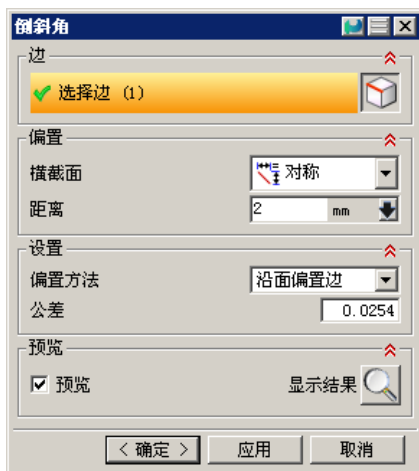 倒斜角
边
选择边 (1)
偏置
横截面 对称
距离 2 mm
设置
偏置方法 沿面偏置边
公差 0.0254
预览
预览 显示结果
< 确定 > 应用 取消